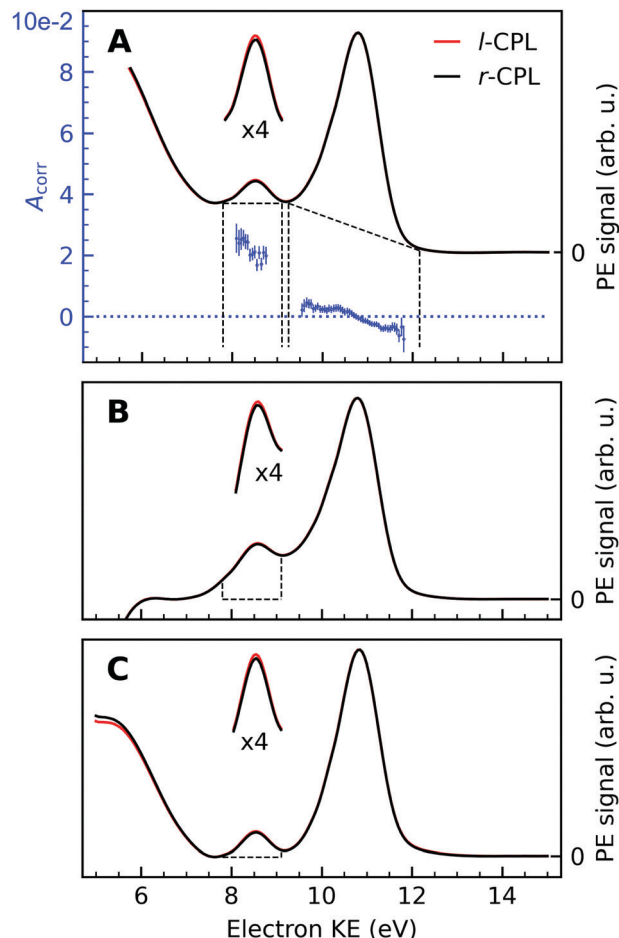 10e-2
8
6
4
2
0
A_corr
A
l-CPL
r-CPL
x4
0
PE signal (arb. u.)
B
x4
0
PE signal (arb. u.)
C
x4
0
PE signal (arb. u.)
6 8 10 12 14
Electron KE (eV)